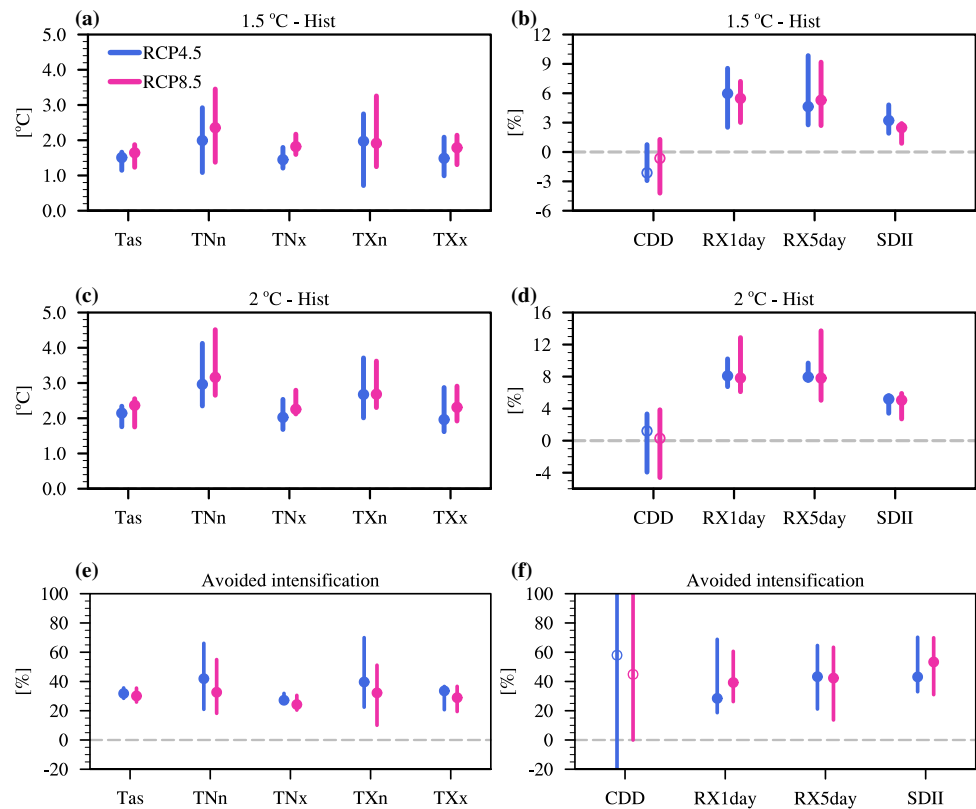 (a) 1.5 °C - Hist
[°C]
5.0
4.0
3.0
2.0
1.0
0.0
RCP4.5
RCP8.5
Tas TNn TNx TXn TXx
(b) 1.5 °C - Hist
[%]
12
9
6
3
0
-3
-6
CDD RX1day RX5day SDII
(c) 2 °C - Hist
[°C]
5.0
4.0
3.0
2.0
1.0
0.0
Tas TNn TNx TXn TXx
(d) 2 °C - Hist
[%]
16
12
8
4
0
-4
CDD RX1day RX5day SDII
(e) Avoided intensification
[%]
100
80
60
40
20
0
-20
Tas TNn TNx TXn TXx
(f) Avoided intensification
[%]
100
80
60
40
20
0
-20
CDD RX1day RX5day SDII